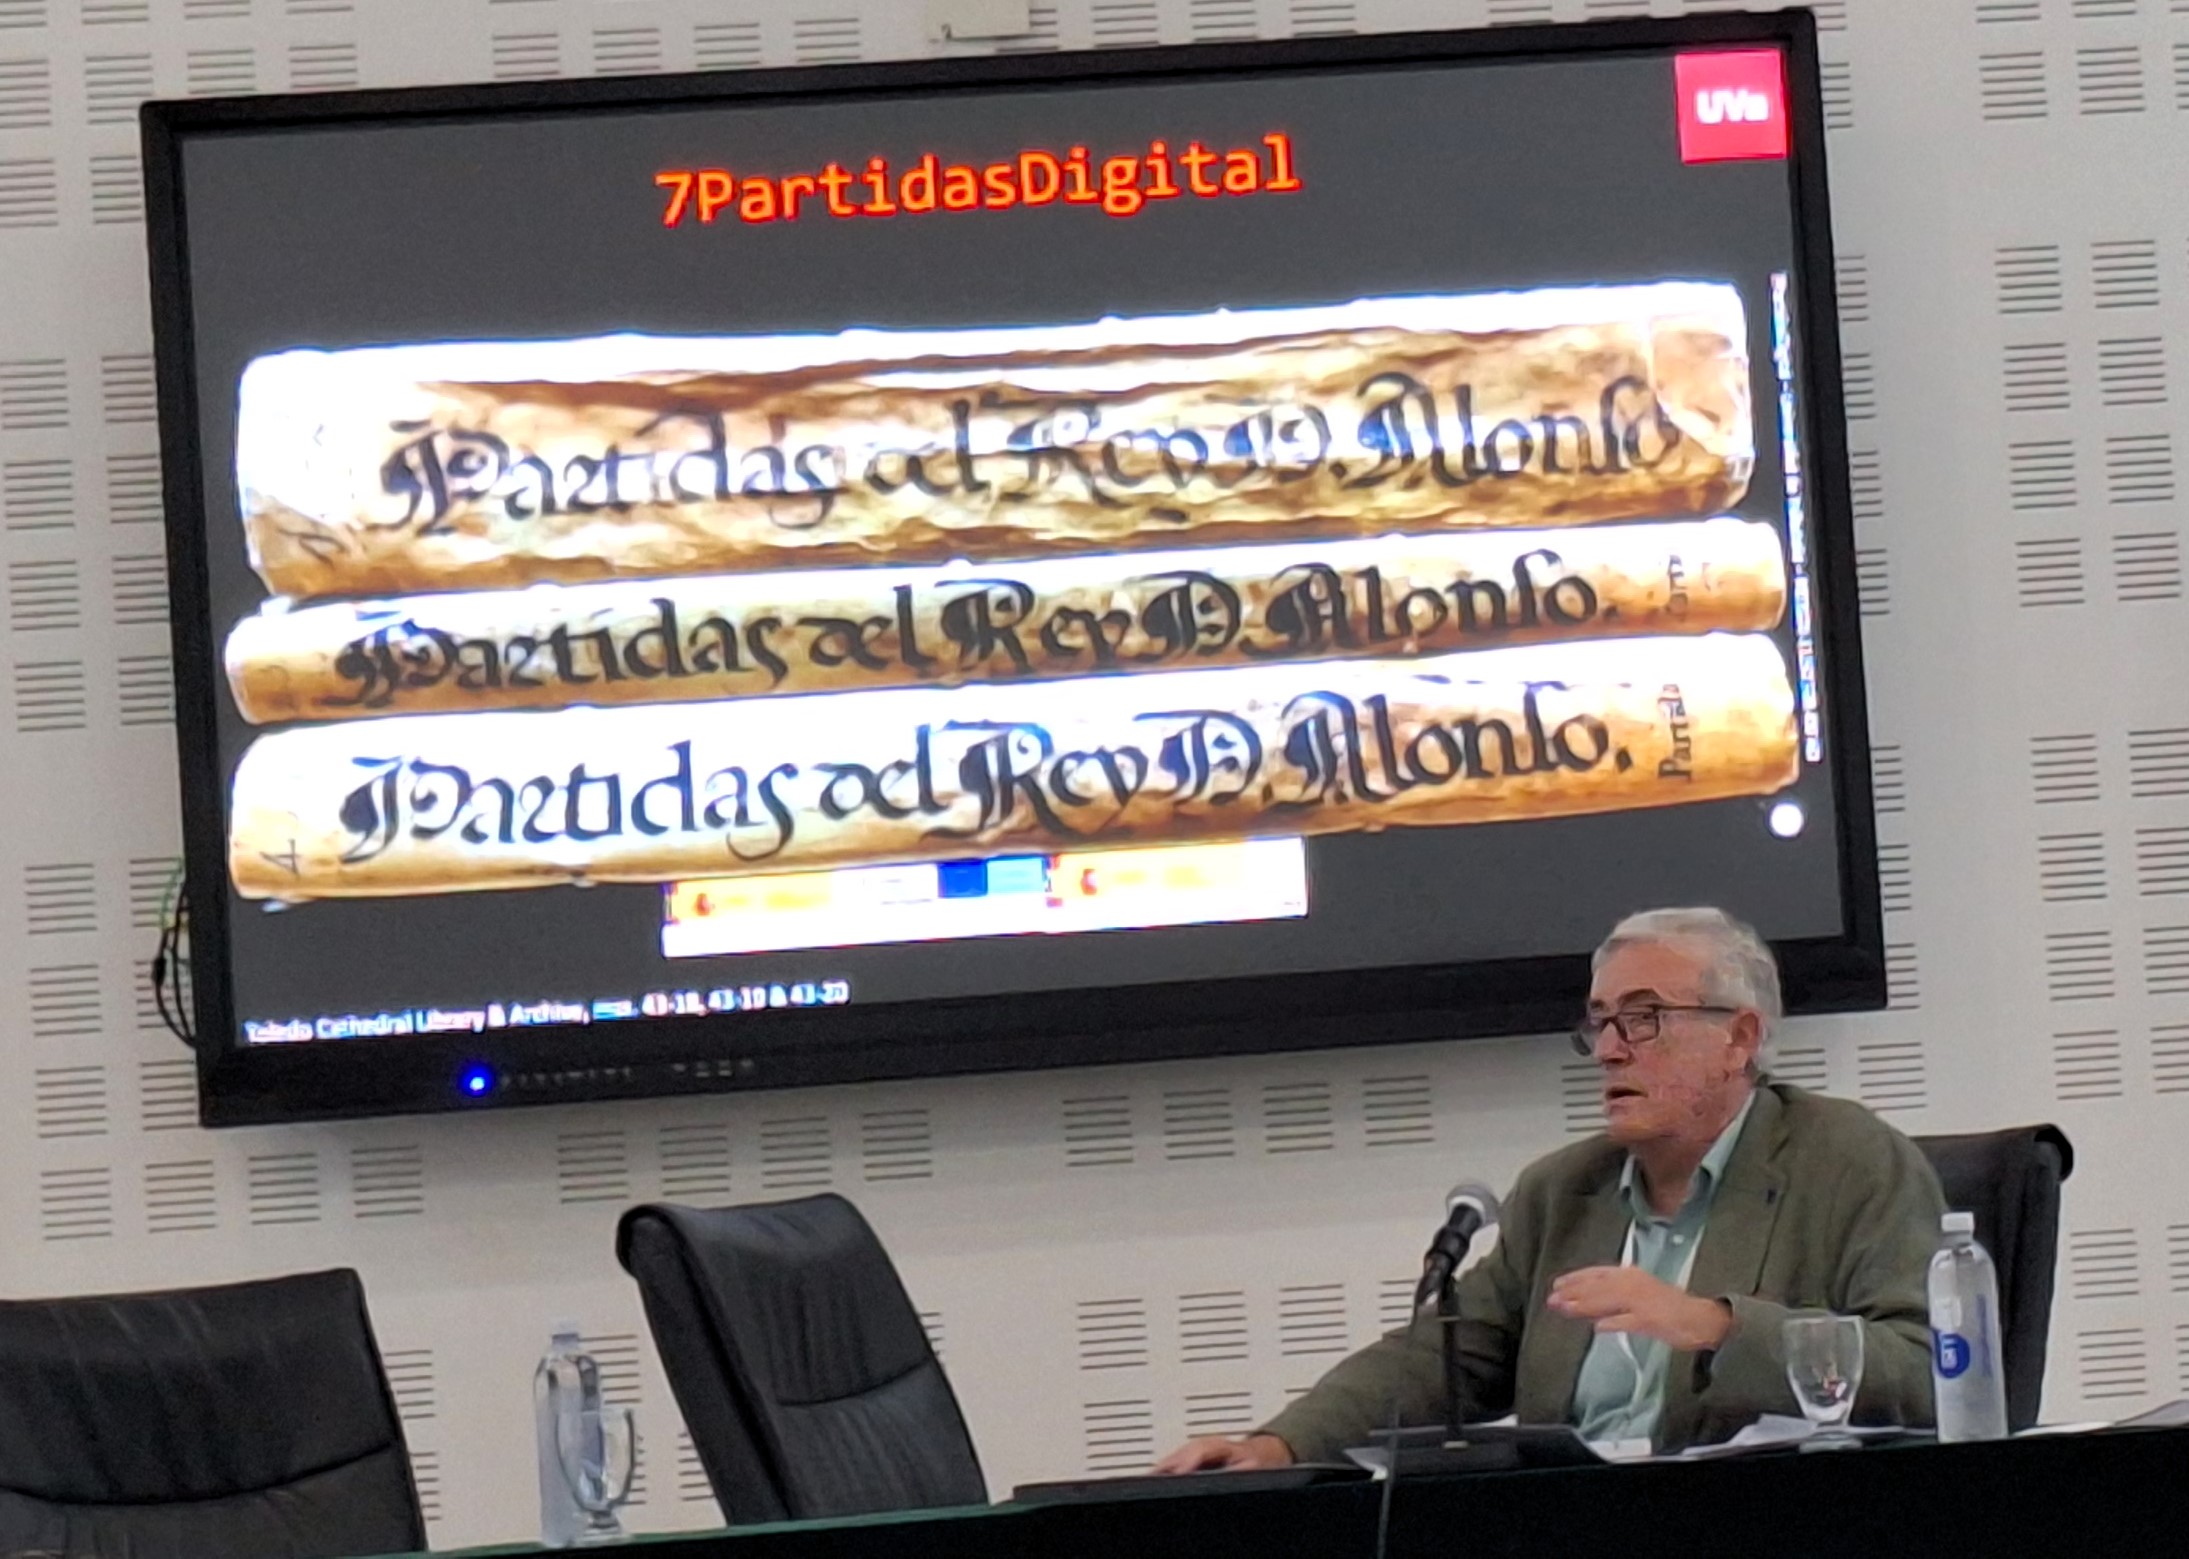 UVa
7PartidasDigital
Partidas del Rey D. Alonso
Partidas del Rey D. Alonso.
Partidas del Rey D. Alonso.
Partida
4
Toledo Cathedral Library & Archive, mss. 43-18, 43-19 & 43-20